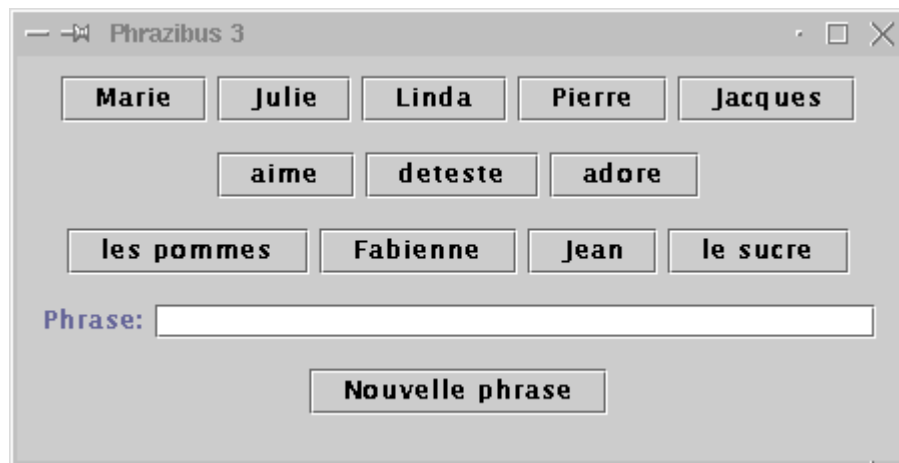 Phrazibus 3
Marie Julie Linda Pierre Jacques
aime deteste adore
les pommes Fabienne Jean le sucre
Phrase:
Nouvelle phrase